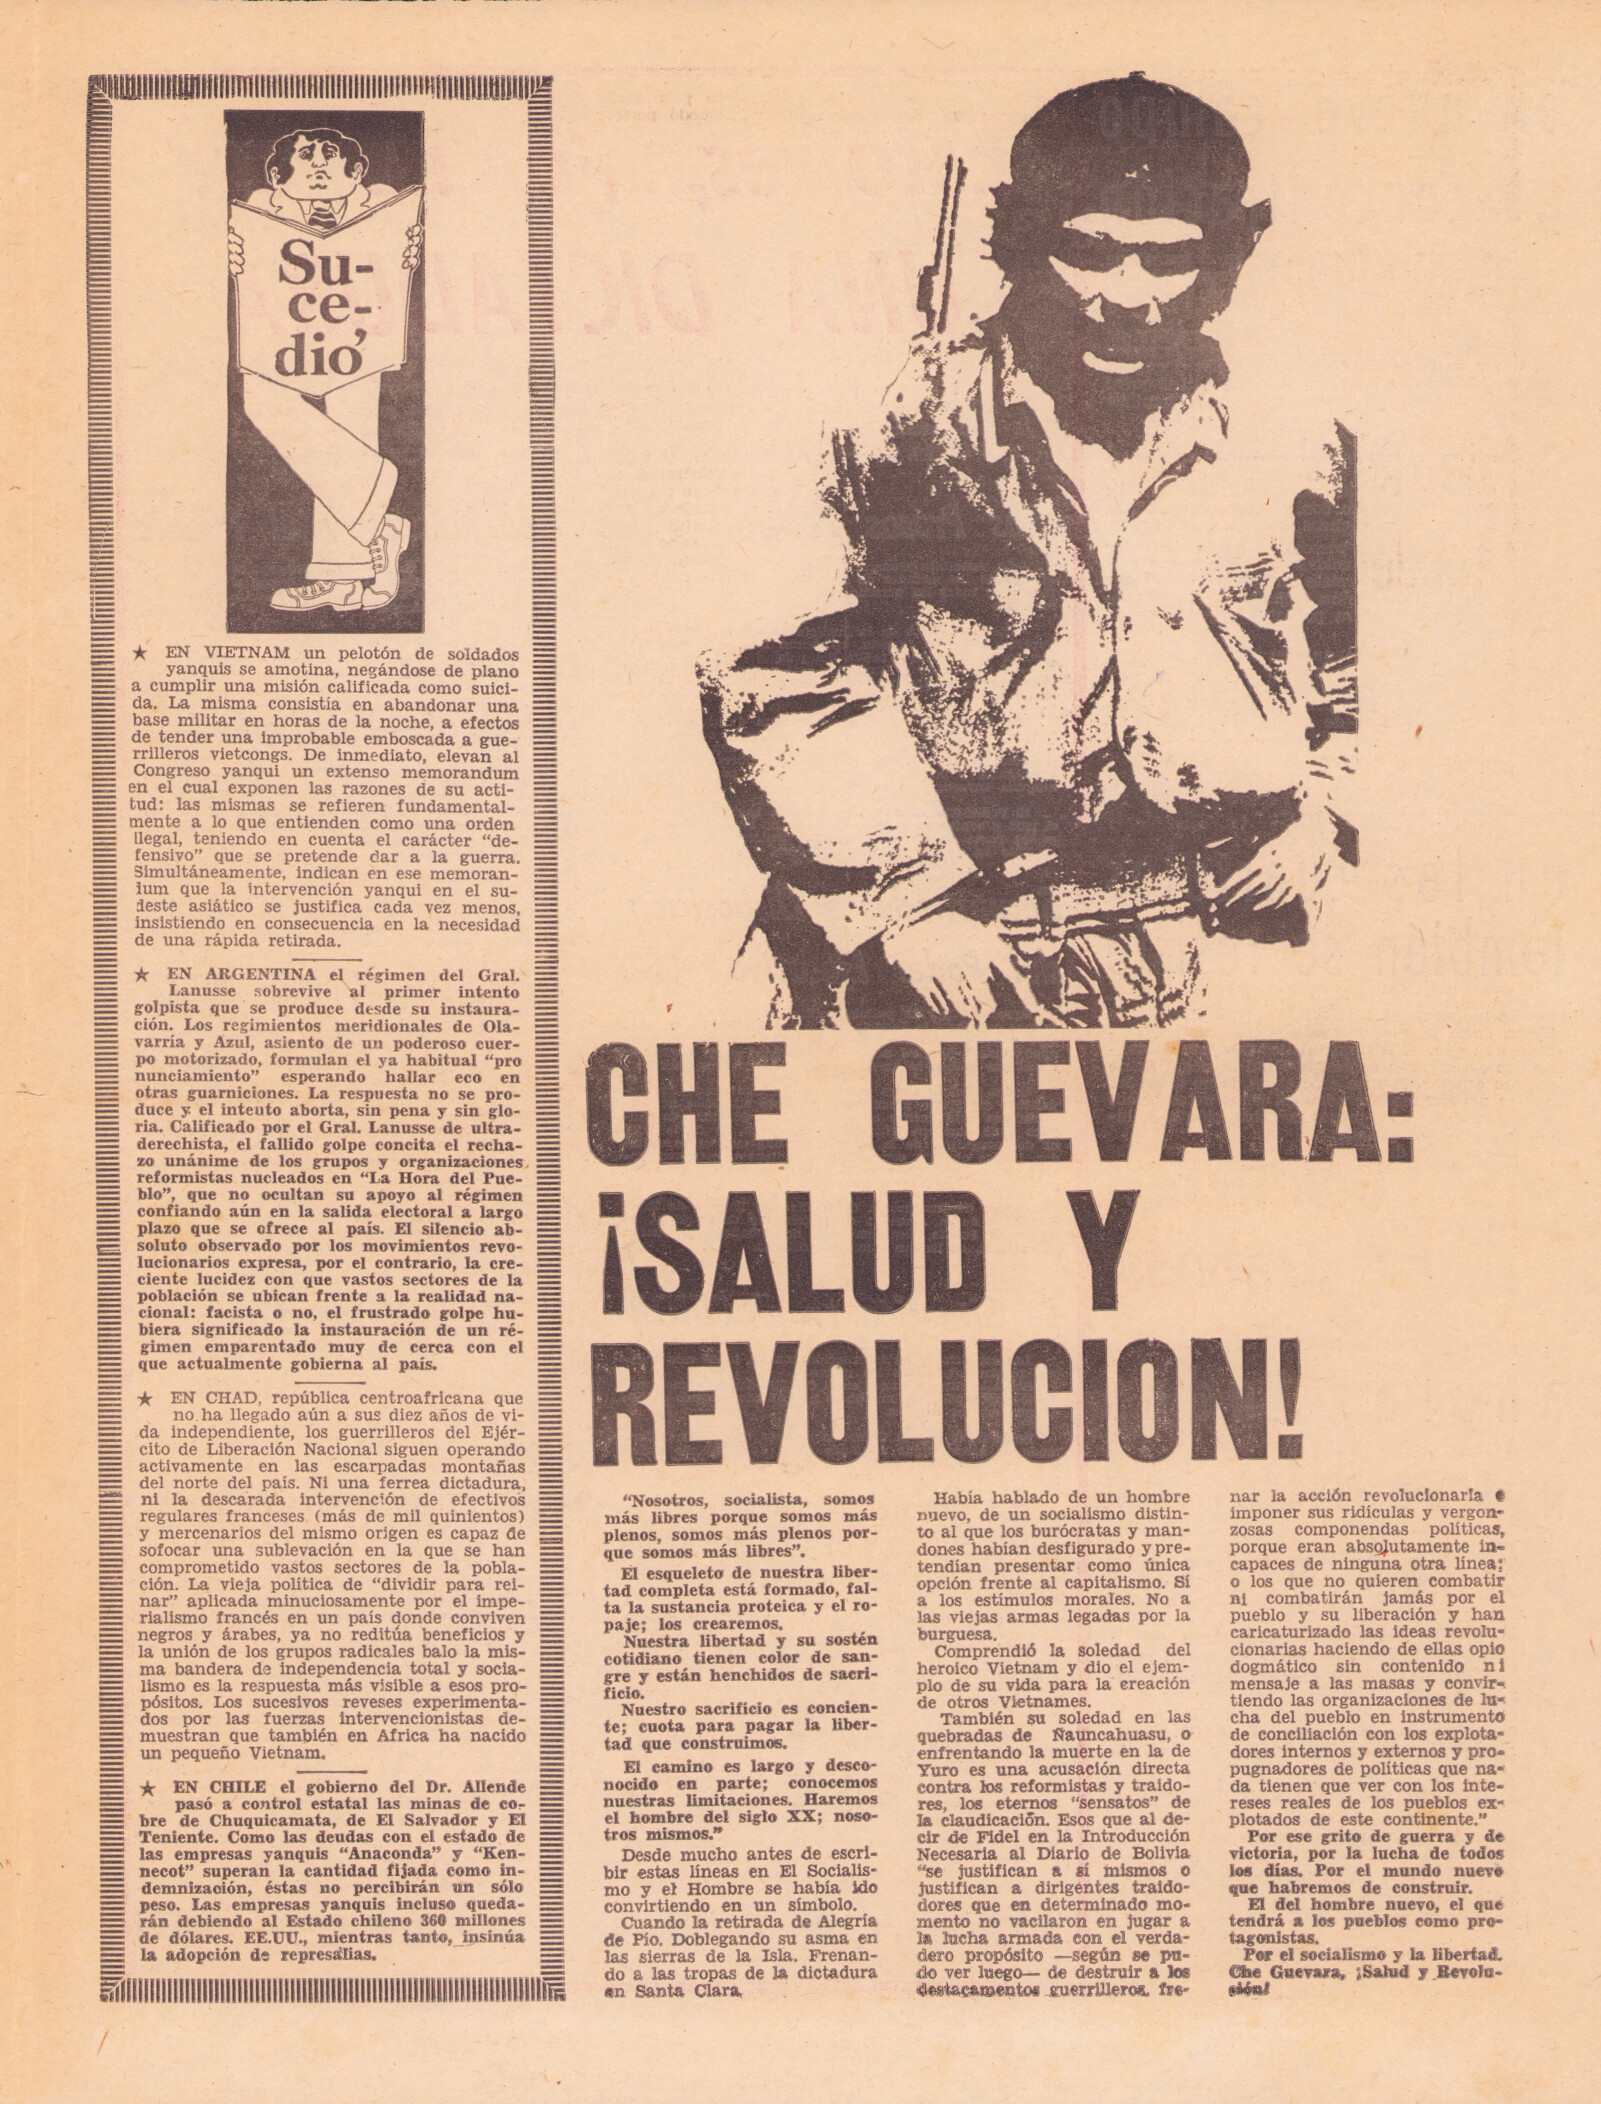 Su-
ce-
dió
★ EN VIETNAM un pelotón de soldados
yanquis se amotina, negándose de plano
a cumplir una misión calificada como suici-
da. La misma consistía en abandonar una
base militar en horas de la noche, a efectos
de tender una improbable emboscada a gue-
rrilleros vietcongs. De inmediato, elevan al
Congreso yanqui un extenso memorandum
en el cual exponen las razones de su acti-
tud: las mismas se refieren fundamental-
mente a lo que entienden como una orden
ilegal, teniendo en cuenta el carácter "de-
fensivo" que se pretende dar a la guerra.
Simultáneamente, indican en ese memoran-
lum que la intervención yanqui en el su-
deste asiático se justifica cada vez menos,
insistiendo en consecuencia en la necesidad
de una rápida retirada.
★ EN ARGENTINA el régimen del Gral.
Lanusse sobrevive al primer intento
golpista que se produce desde su instaura-
ción. Los regimientos meridionales de Ola-
varría y Azul, asiento de un poderoso cuer-
po motorizado, formulan el ya habitual "pro
nunciamiento" esperando hallar eco en
otras guarniciones. La respuesta no se pro-
duce y el intento aborta, sin pena y sin glo-
ria. Calificado por el Gral. Lanusse de ultra-
derechista, el fallido golpe concita el recha-
zo unánime de los grupos y organizaciones
reformistas nucleados en "La Hora del Pue-
blo", que no ocultan su apoyo al régimen
confiando aún en la salida electoral a largo
plazo que se ofrece al país. El silencio ab-
soluto observado por los movimientos revo-
lucionarios expresa, por el contrario, la cre-
ciente lucidez con que vastos sectores de la
población se ubican frente a la realidad na-
cional: facista o no, el frustrado golpe hu-
biera significado la instauración de un ré-
gimen emparentado muy de cerca con el
que actualmente gobierna al país.
★ EN CHAD, república centroafricana que
no ha llegado aún a sus diez años de vi-
da independiente, los guerrilleros del Ejér-
cito de Liberación Nacional siguen operando
activamente en las escarpadas montañas
del norte del país. Ni una ferrea dictadura,
ni la descarada intervención de efectivos
regulares franceses (más de mil quinientos)
y mercenarios del mismo origen es capaz de
sofocar una sublevación en la que se han
comprometido vastos sectores de la pobla-
ción. La vieja política de "dividir para rei-
nar" aplicada minuciosamente por el impe-
rialismo francés en un país donde conviven
negros y árabes, ya no reditúa beneficios y
la unión de los grupos radicales balo la mis-
ma bandera de independencia total y socia-
lismo es la respuesta más visible a esos pro-
pósitos. Los sucesivos reveses experimenta-
dos por las fuerzas intervencionistas de-
muestran que también en Africa ha nacido
un pequeño Vietnam.
★ EN CHILE el gobierno del Dr. Allende
pasó a control estatal las minas de co-
bre de Chuquicamata, de El Salvador y El
Teniente. Como las deudas con el estado de
las empresas yanquis "Anaconda" y "Ken-
necot" superan la cantidad fijada como in-
demnización, éstas no percibirán un sólo
peso. Las empresas yanquis incluso queda-
rán debiendo al Estado chileno 360 millones
de dólares. EE.UU., mientras tanto, insinúa
la adopción de represalias.
CHE GUEVARA:
¡SALUD Y
REVOLUCION!
"Nosotros, socialista, somos
más libres porque somos más
plenos, somos más plenos por-
que somos más libres".
El esqueleto de nuestra liber-
tad completa está formado, fal-
ta la sustancia proteica y el ro-
paje; los crearemos.
Nuestra libertad y su sostén
cotidiano tienen color de san-
gre y están henchidos de sacri-
ficio.
Nuestro sacrificio es concien-
te; cuota para pagar la liber-
tad que construimos.
El camino es largo y desco-
nocido en parte; conocemos
nuestras limitaciones. Haremos
el hombre del siglo XX; noso-
tros mismos."
Desde mucho antes de escri-
bir estas líneas en El Socialis-
mo y el Hombre se había ido
convirtiendo en un símbolo.
Cuando la retirada de Alegría
de Pío. Doblegando su asma en
las sierras de la Isla. Frenan-
do a las tropas de la dictadura
en Santa Clara.
Había hablado de un hombre
nuevo, de un socialismo distin-
to al que los burócratas y man-
dones habían desfigurado y pre-
tendían presentar como única
opción frente al capitalismo. Sí
a los estímulos morales. No a
las viejas armas legadas por la
burguesa.
Comprendió la soledad del
heroico Vietnam y dio el ejem-
plo de su vida para la creación
de otros Vietnames.
También su soledad en las
quebradas de Ñauncahuasu, o
enfrentando la muerte en la de
Yuro es una acusación directa
contra los reformistas y traido-
res, los eternos "sensatos" de
la claudicación. Esos que al de-
cir de Fidel en la Introducción
Necesaria al Diario de Bolivia
"se justifican a sí mismos o
justifican a dirigentes traido-
dores que en determinado mo-
mento no vacilaron en jugar a
la lucha armada con el verda-
dero propósito —según se pu-
do ver luego— de destruir a los
destacamentos guerrilleros, fre-
nar la acción revolucionaria e
imponer sus ridículas y vergon-
zosas componendas políticas,
porque eran absolutamente in-
capaces de ninguna otra línea;
o los que no quieren combatir
ni combatirán jamás por el
pueblo y su liberación y han
caricaturizado las ideas revolu-
cionarias haciendo de ellas opio
dogmático sin contenido ni
mensaje a las masas y convir-
tiendo las organizaciones de lu-
cha del pueblo en instrumento
de conciliación con los explota-
dores internos y externos y pro-
pugnadores de políticas que na-
da tienen que ver con los inte-
reses reales de los pueblos ex-
plotados de este continente."
Por ese grito de guerra y de
victoria, por la lucha de todos
los días. Por el mundo nuevo
que habremos de construir.
El del hombre nuevo, el que
tendrá a los pueblos como pro-
tagonistas.
Por el socialismo y la libertad.
Che Guevara, ¡Salud y Revolu-
ción!